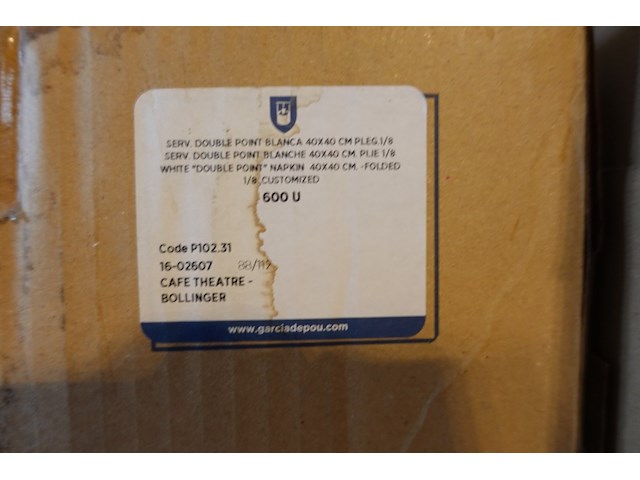 SERV. DOUBLE POINT BLANCA 40X40 CM PLEG.1/8
SERV. DOUBLE POINT BLANCHE 40X40 CM. PLIE 1/8
WHITE "DOUBLE POINT" NAPKIN 40X40 CM. -FOLDED
1/8 ,CUSTOMIZED
600 U
Code P102.31
16-02607 88/112
CAFE THEATRE -
BOLLINGER
www.garciadepou.com